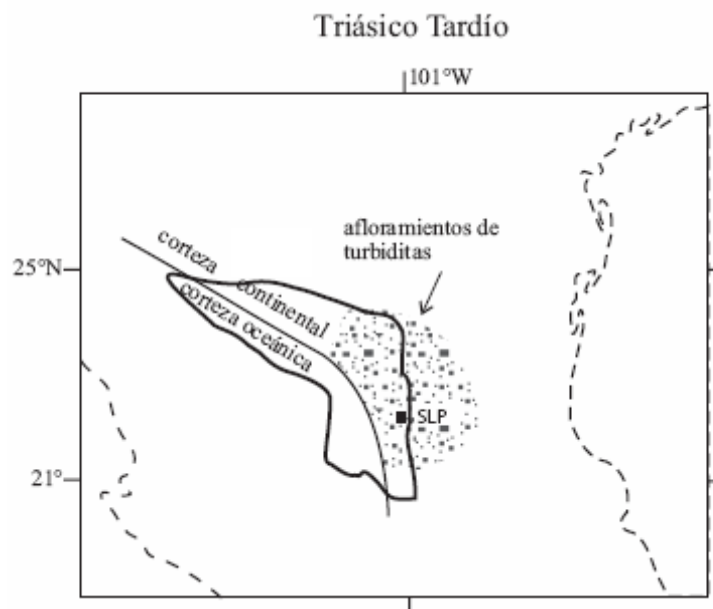 Triásico Tardío
101°W
afloramientos de
turbiditas
25°N
corteza
continental
corteza oceánica
SLP
21°